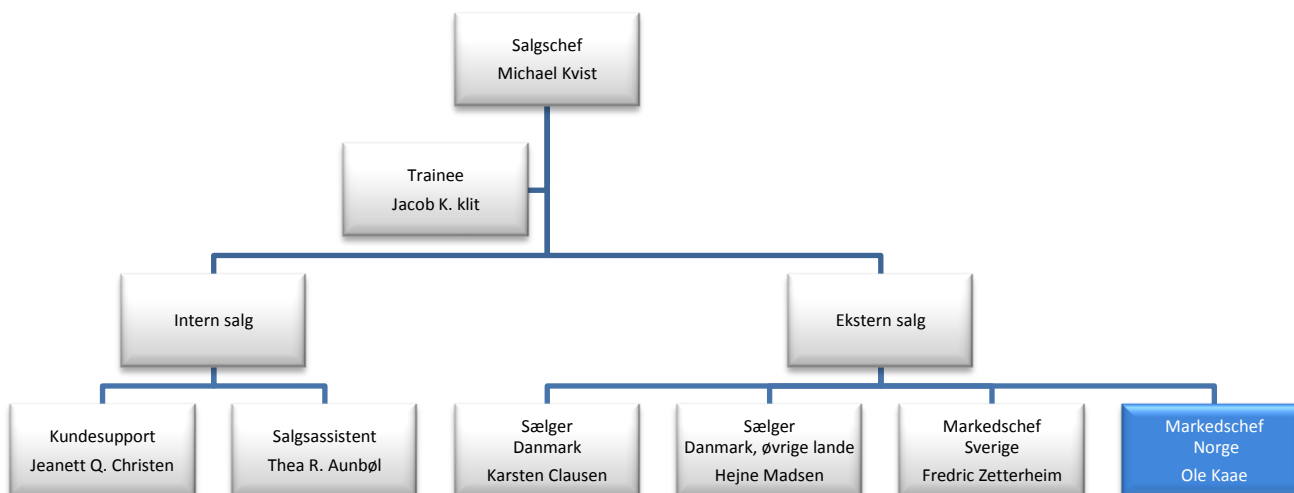 Salgschef
Michael Kvist
Trainee
Jacob K. klit
Intern salg
Ekstern salg
Kundesupport
Jeanett Q. Christen
Salgsassistent
Thea R. Aunbøl
Sælger
Danmark
Karsten Clausen
Sælger
Danmark, øvrige lande
Hejne Madsen
Markedschef
Sverige
Fredric Zetterheim
Markedschef
Norge
Ole Kaae